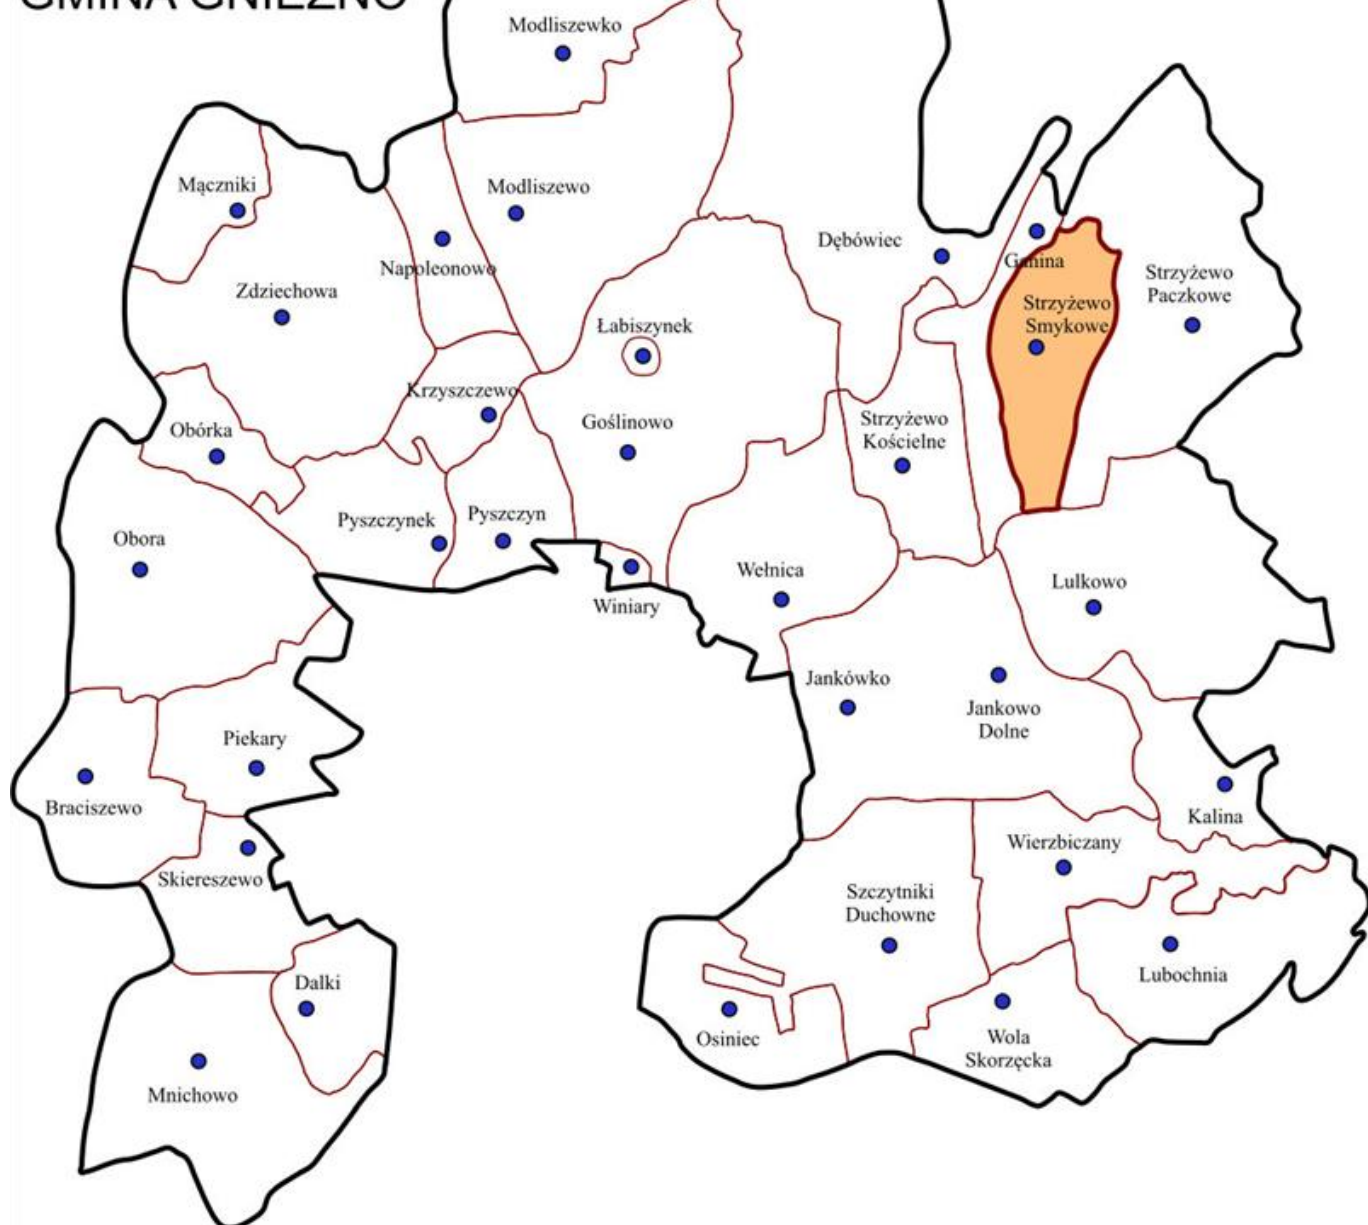 GMINA GNIEZNO
Modliszewko
Mączniki
Modliszewo
Dębówiec
Napoleonowo
Ganina
Zdziechowa
Strzyżewo
Paczkowe
Strzyżewo
Smykowe
Łabiszynek
Krzyszczewo
Goślinowo
Strzyżewo
Kościelne
Obórka
Pyszczynek
Pyszczyn
Obora
Wełnica
Lulkowo
Winiary
Jankówko
Jankowo
Dolne
Piekary
Braciszewo
Kalina
Wierzbiczany
Skiereszewo
Szczytniki
Duchowne
Lubochnia
Dalki
Osiniec
Wola
Skorzęcka
Mnichowo